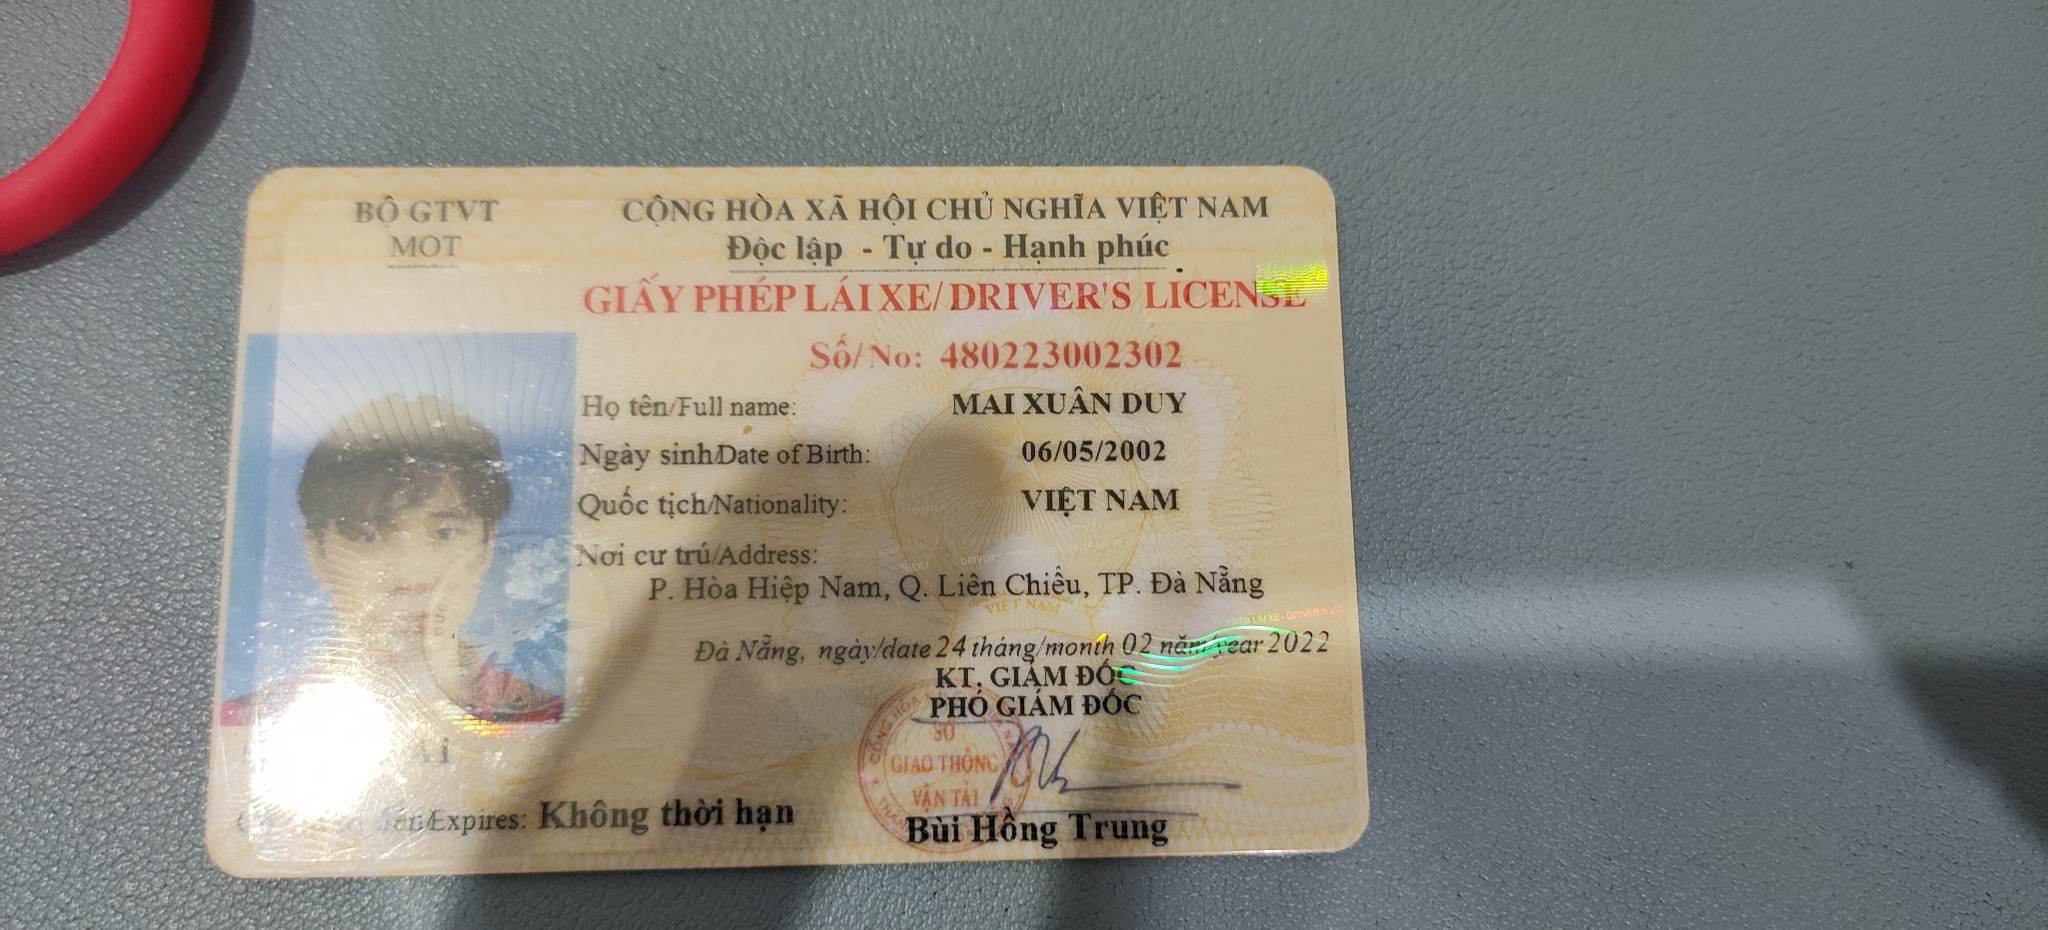 BỘ GTVT
MOT
CỘNG HÒA XÃ HỘI CHỦ NGHĨA VIỆT NAM
Độc lập - Tự do - Hạnh phúc
GIẤY PHÉP LÁI XE/DRIVER'S LICENSE
Số/No: 480223002302
Họ tên/Full name: MAI XUÂN DUY
Ngày sinh/Date of Birth: 06/05/2002
Quốc tịch/Nationality: VIỆT NAM
Nơi cư trú/Address:
P. Hòa Hiệp Nam, Q. Liên Chiểu, TP. Đà Nẵng
VIỆT NAM
Đà Nẵng, ngày/date 24 tháng/month 02 năm/year 2022
KT. GIÁM ĐỐC
PHÓ GIÁM ĐỐC
SỞ
GIAO THÔNG
VẬN TẢI
A1
Expires: Không thời hạn
Bùi Hồng Trung